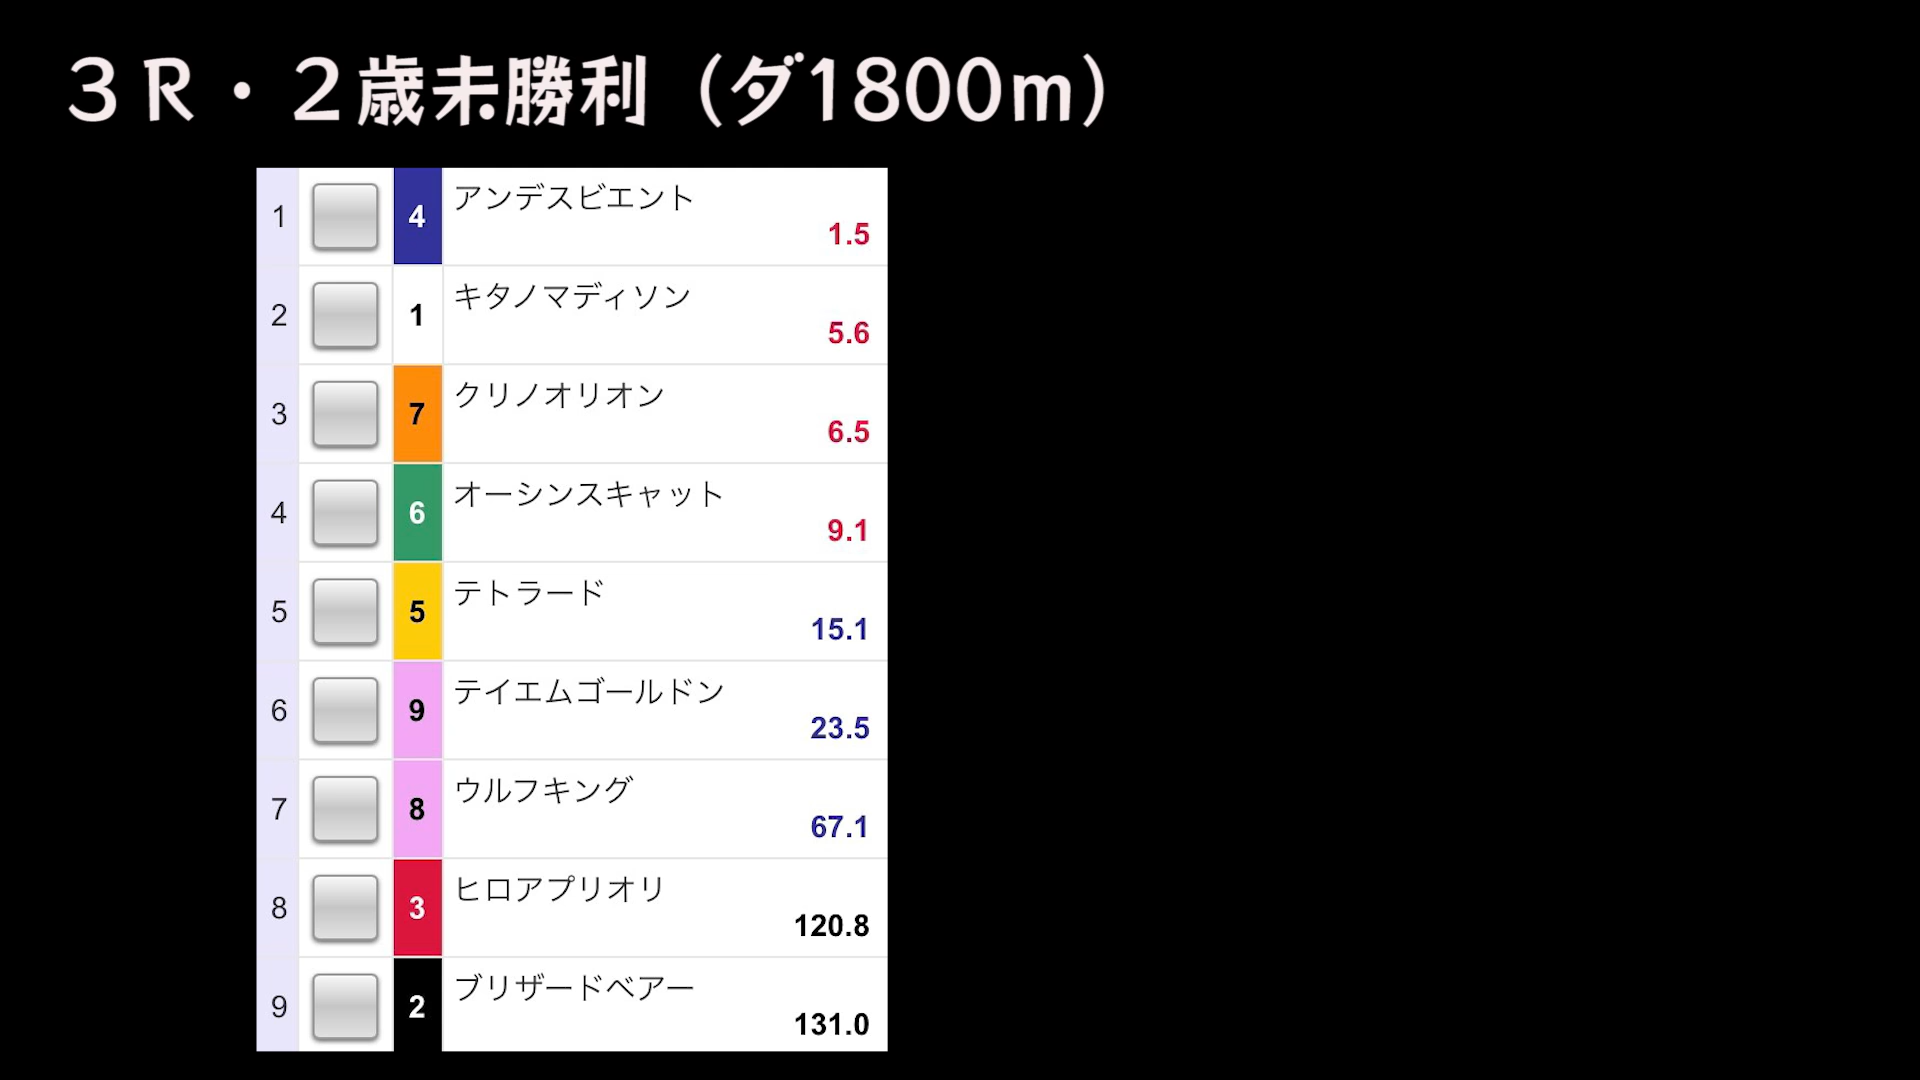 ３Ｒ・２歳未勝利（ダ1800ｍ）
1 4 アンデスビエント 1.5
2 1 キタノマディソン 5.6
3 7 クリノオリオン 6.5
4 6 オーシンスキャット 9.1
5 5 テトラード 15.1
6 9 テイエムゴールドン 23.5
7 8 ウルフキング 67.1
8 3 ヒロアプリオリ 120.8
9 2 ブリザードベアー 131.0